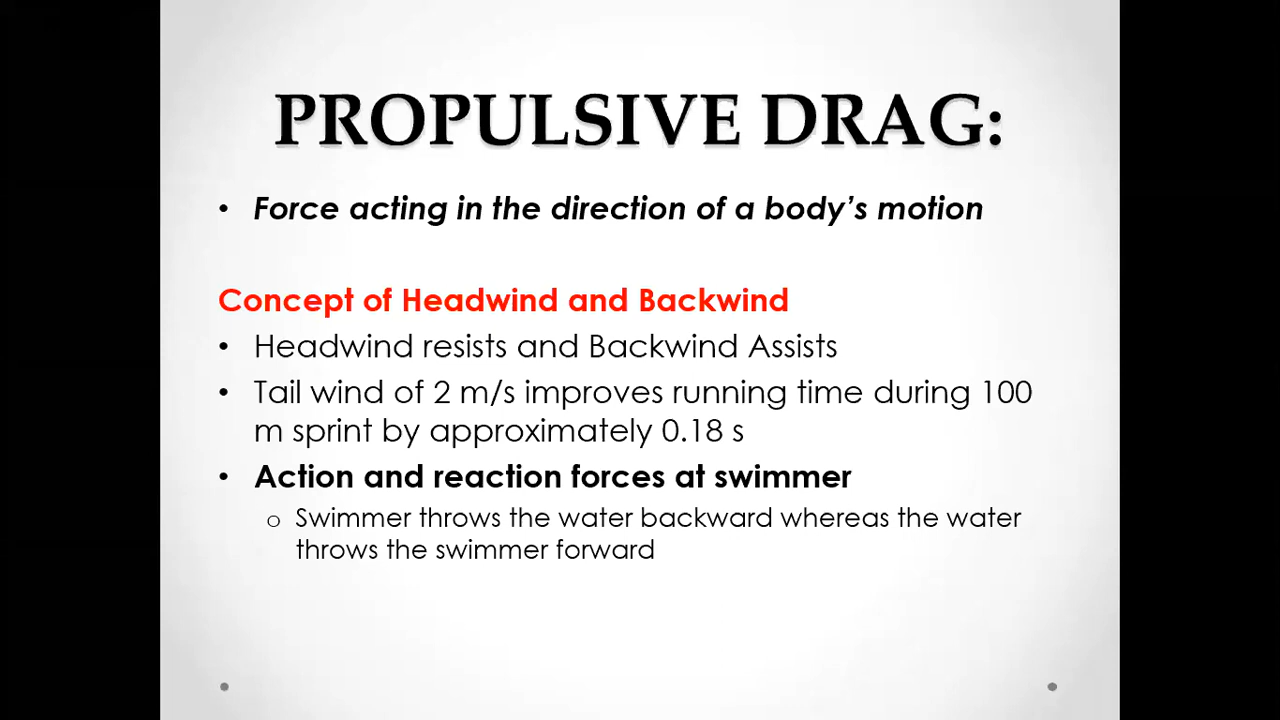 PROPULSIVE DRAG:
• Force acting in the direction of a body's motion
Concept of Headwind and Backwind
• Headwind resists and Backwind Assists
• Tail wind of 2 m/s improves running time during 100
m sprint by approximately 0.18 s
• Action and reaction forces at swimmer
o Swimmer throws the water backward whereas the water
throws the swimmer forward